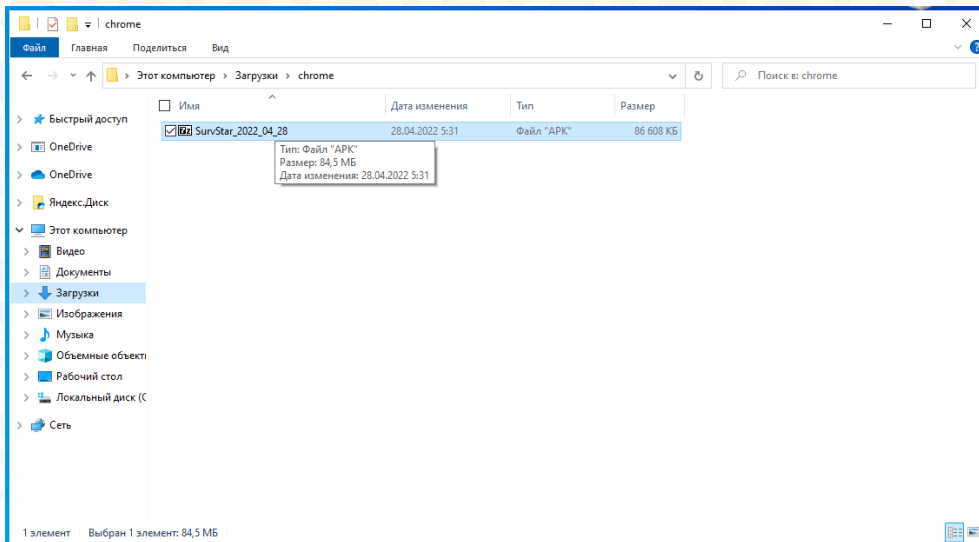 chrome
Файл Главная Поделиться Вид
Этот компьютер › Загрузки › chrome
Поиск в: chrome
Имя Дата изменения Тип Размер
SurvStar_2022_04_28 28.04.2022 5:31 Файл "APK" 86 608 КБ
Тип: Файл "APK"
Размер: 84,5 МБ
Дата изменения: 28.04.2022 5:31
Быстрый доступ
OneDrive
OneDrive
Яндекс.Диск
Этот компьютер
Видео
Документы
Загрузки
Изображения
Музыка
Объемные объект
Рабочий стол
Локальный диск (C
Сеть
1 элемент Выбран 1 элемент: 84,5 МБ